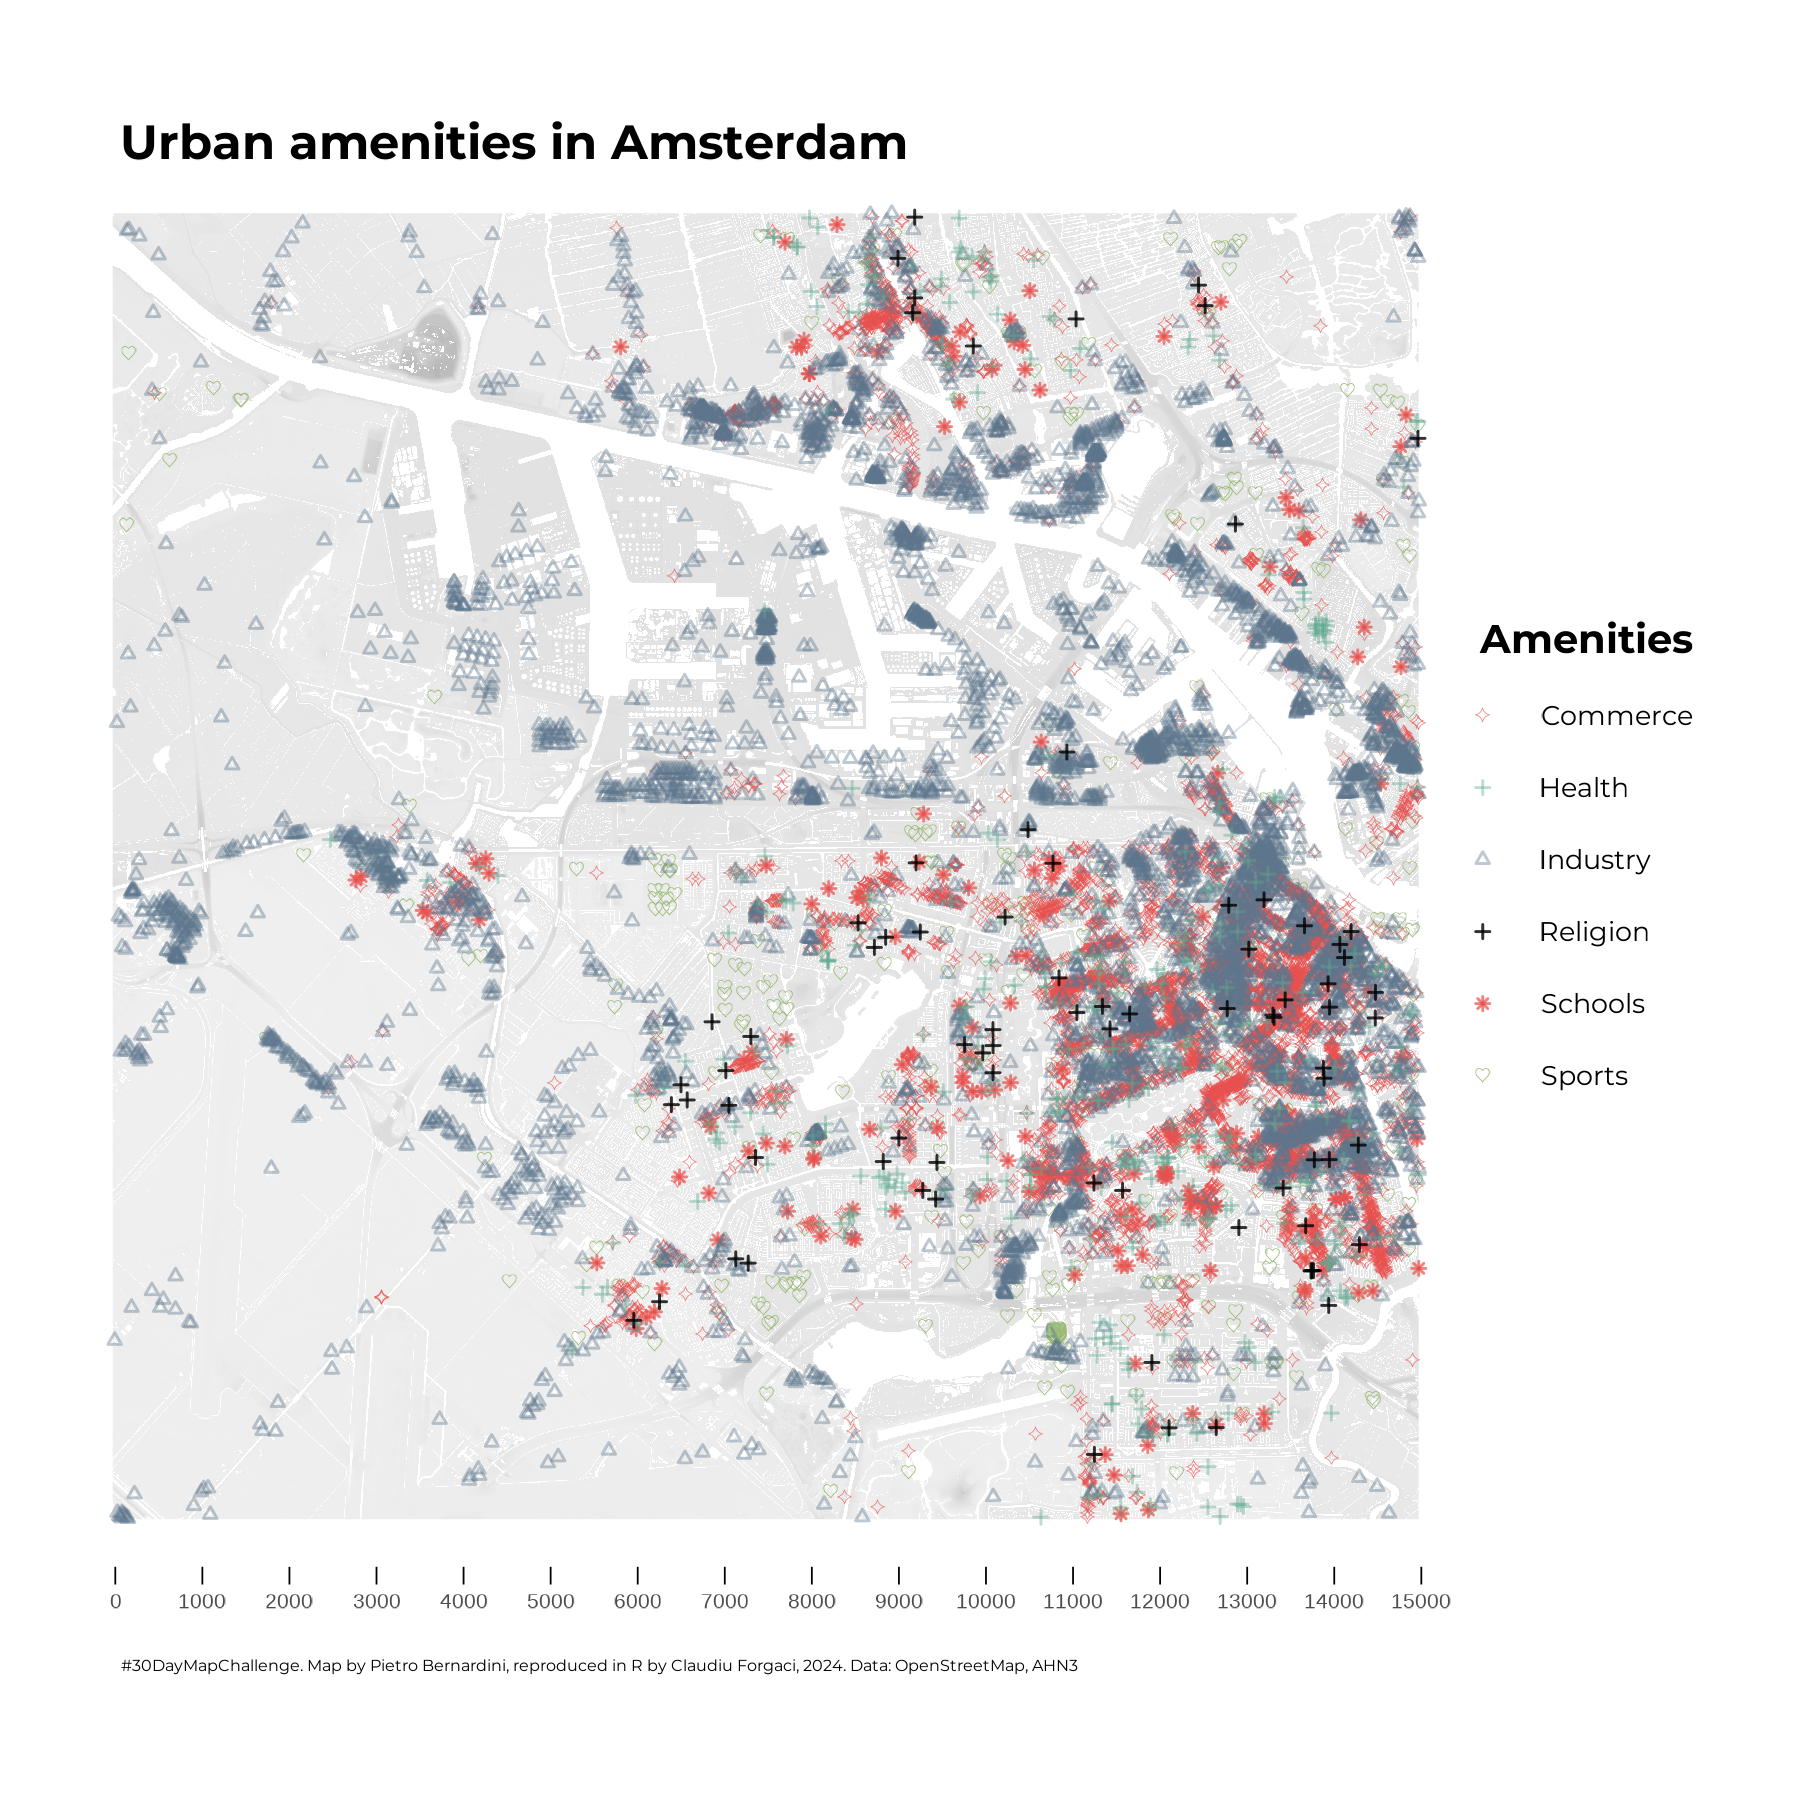 Urban amenities in Amsterdam
Amenities
Commerce
Health
Industry
Religion
Schools
Sports
0 1000 2000 3000 4000 5000 6000 7000 8000 9000 10000 11000 12000 13000 14000 15000
#30DayMapChallenge. Map by Pietro Bernardini, reproduced in R by Claudiu Forgaci, 2024. Data: OpenStreetMap, AHN3